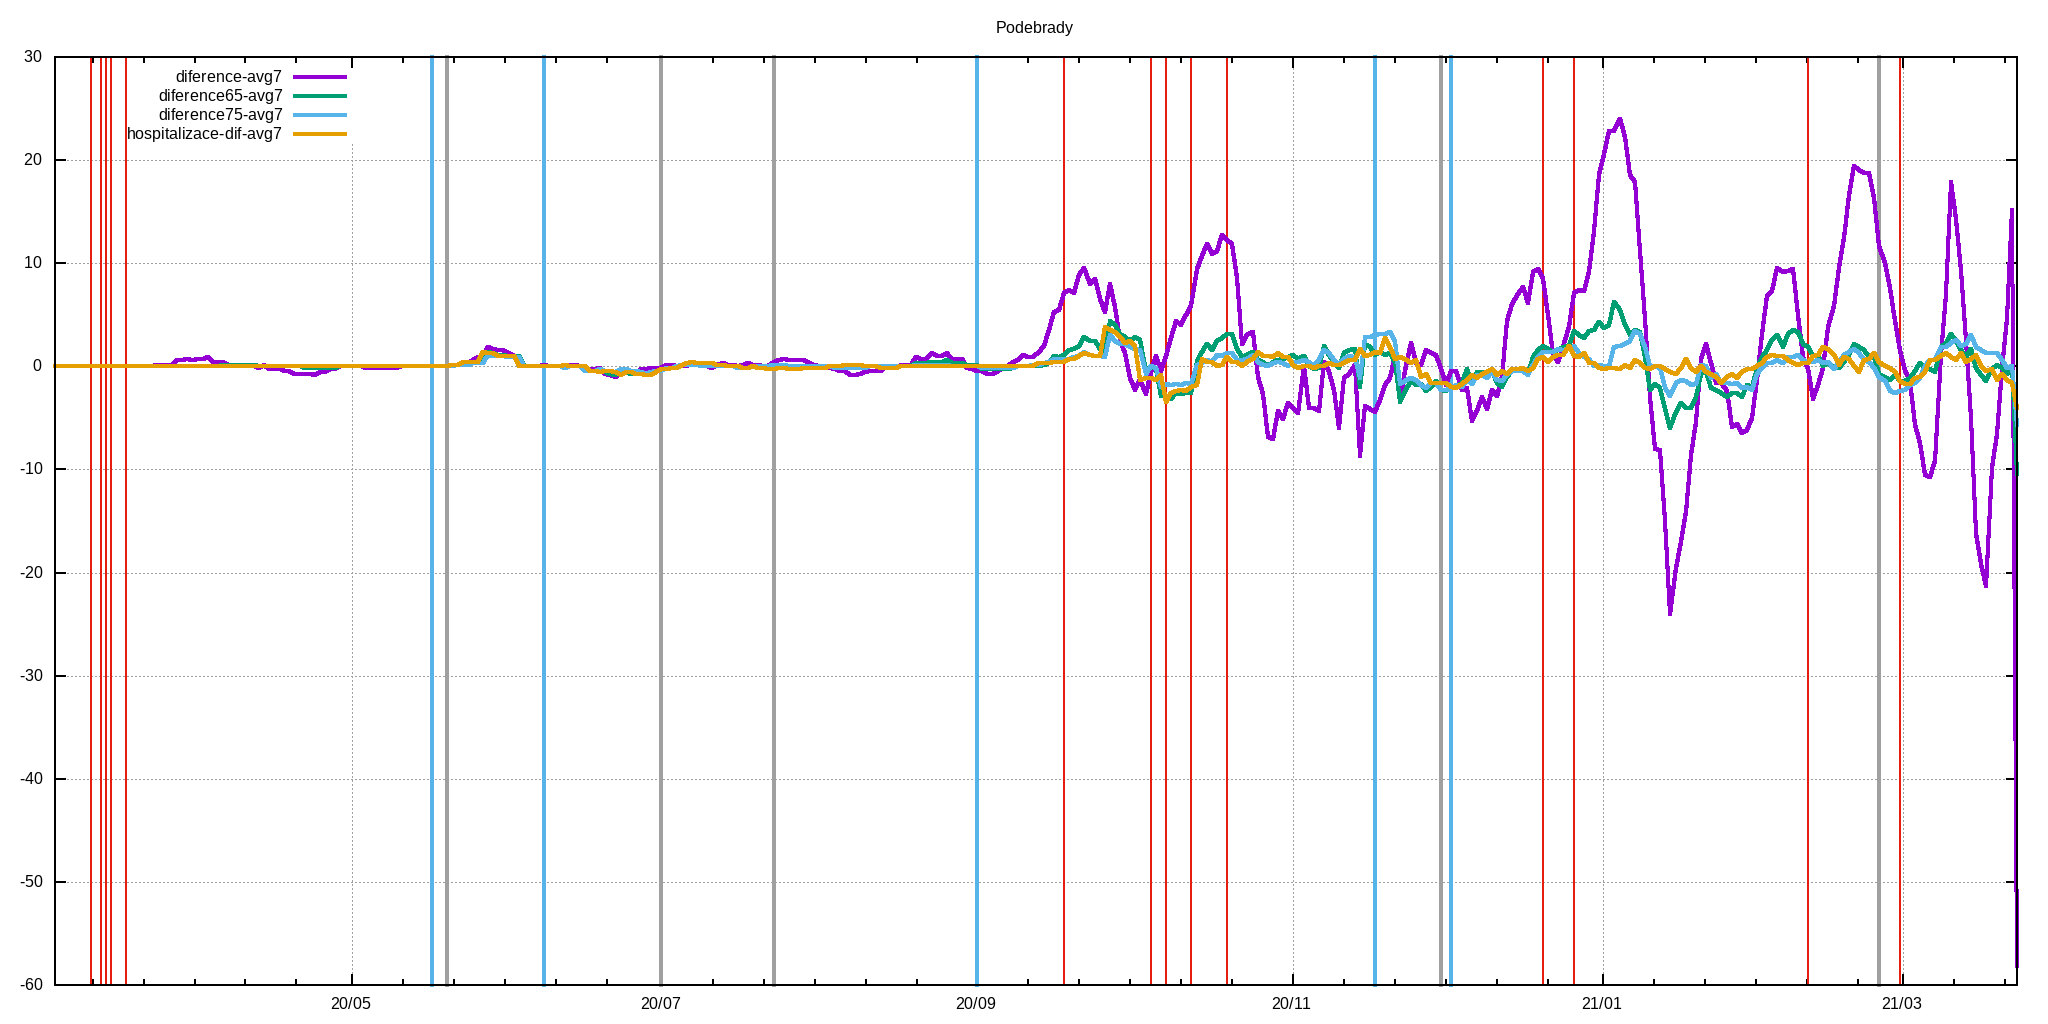 Podebrady
30
diference-avg7
diference65-avg7
diference75-avg7
hospitalizace-dif-avg7
20
10
0
-10
-20
-30
-40
-50
-60
20/05 20/07 20/09 20/11 21/01 21/03